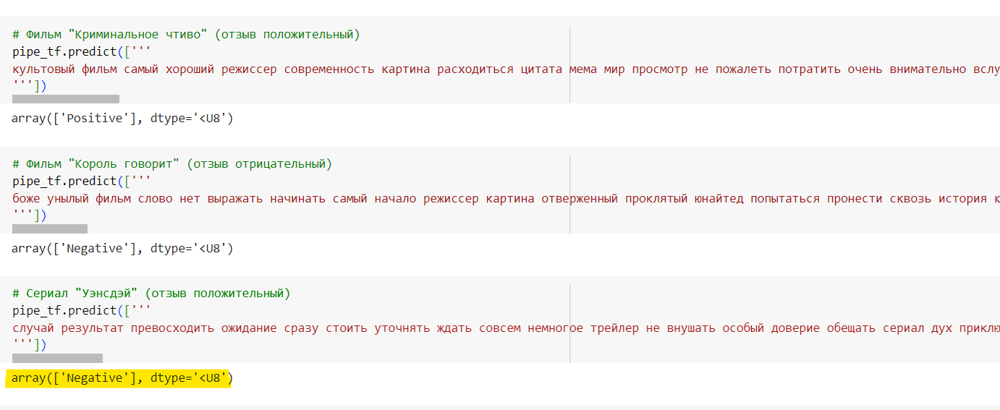 # Фильм "Криминальное чтиво" (отзыв положительный)
pipe_tf.predict(['''
культовый фильм самый хороший режиссер современность картина расходиться цитата мема мир просмотр не пожалеть потратить очень внимательно вслу
'''])
array(['Positive'], dtype='<U8')
# Фильм "Король говорит" (отзыв отрицательный)
pipe_tf.predict(['''
боже унылый фильм слово нет выражать начинать самый начало режиссер картина отверженный проклятый юнайтед попытаться пронести сквозь история к
'''])
array(['Negative'], dtype='<U8')
# Сериал "Уэнсдэй" (отзыв положительный)
pipe_tf.predict(['''
случай результат превосходить ожидание сразу стоить уточнять ждать совсем немногое трейлер не внушать особый доверие обещать сериал дух приклю
'''])
array(['Negative'], dtype='<U8')